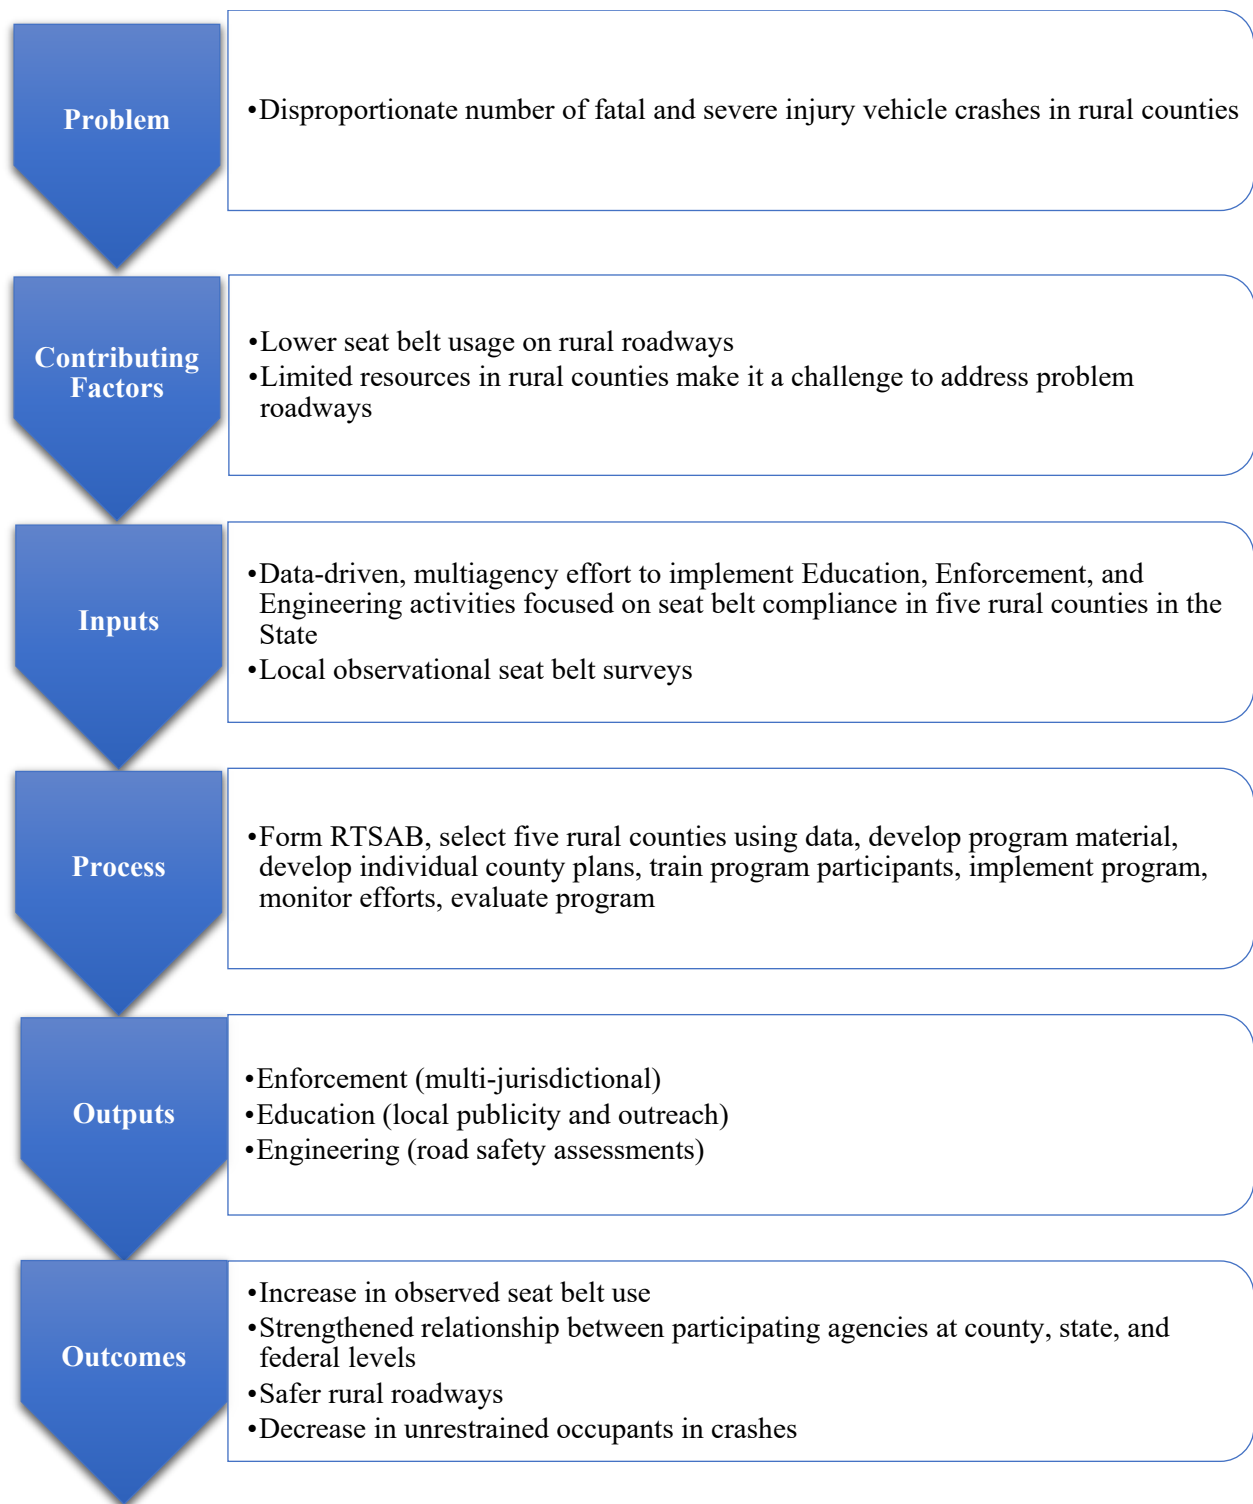 Problem
•Disproportionate number of fatal and severe injury vehicle crashes in rural counties
Contributing
Factors
•Lower seat belt usage on rural roadways
•Limited resources in rural counties make it a challenge to address problem
roadways
Inputs
•Data-driven, multiagency effort to implement Education, Enforcement, and
Engineering activities focused on seat belt compliance in five rural counties in the
State
•Local observational seat belt surveys
Process
•Form RTSAB, select five rural counties using data, develop program material,
develop individual county plans, train program participants, implement program,
monitor efforts, evaluate program
Outputs
•Enforcement (multi-jurisdictional)
•Education (local publicity and outreach)
•Engineering (road safety assessments)
Outcomes
•Increase in observed seat belt use
•Strengthened relationship between participating agencies at county, state, and
federal levels
•Safer rural roadways
•Decrease in unrestrained occupants in crashes